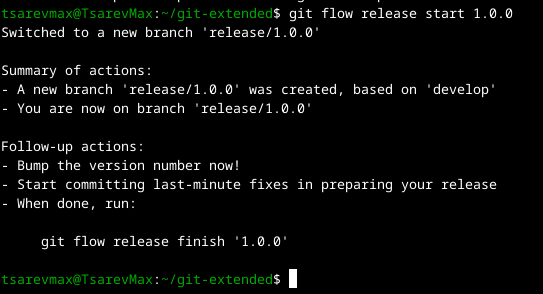 tsarevmax@TsarevMax:~/git-extended$ git flow release start 1.0.0
Switched to a new branch 'release/1.0.0'

Summary of actions:
- A new branch 'release/1.0.0' was created, based on 'develop'
- You are now on branch 'release/1.0.0'

Follow-up actions:
- Bump the version number now!
- Start committing last-minute fixes in preparing your release
- When done, run:

     git flow release finish '1.0.0'

tsarevmax@TsarevMax:~/git-extended$